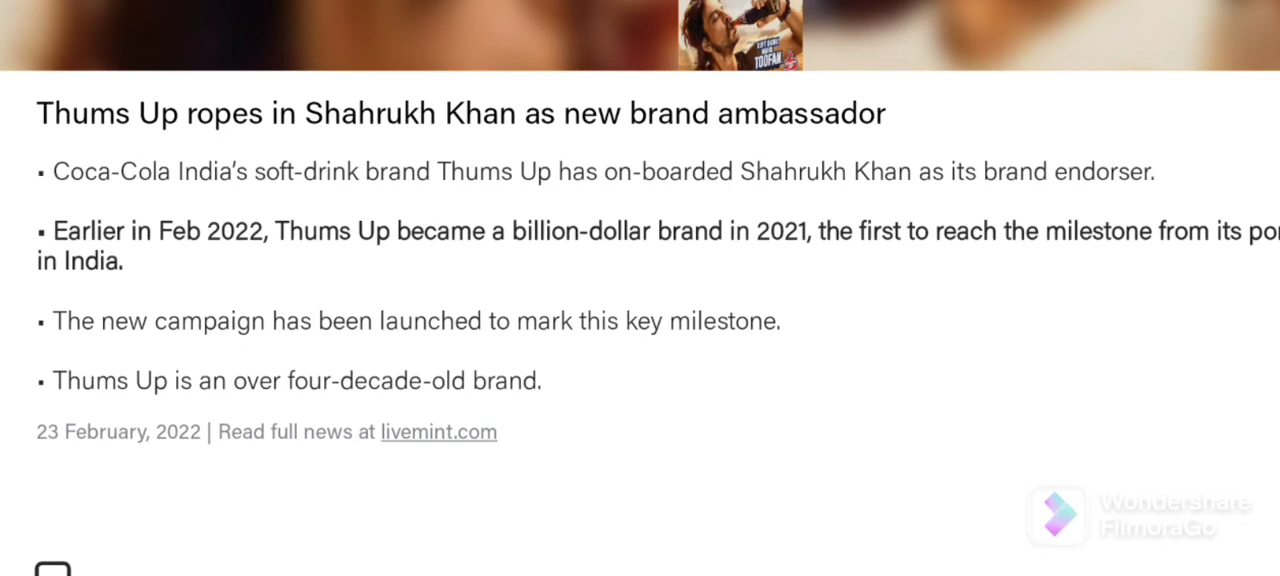 SOFT DRINK
NAHI
TOOFAN
Thums Up ropes in Shahrukh Khan as new brand ambassador
▪ Coca-Cola India's soft-drink brand Thums Up has on-boarded Shahrukh Khan as its brand endorser.
▪ Earlier in Feb 2022, Thums Up became a billion-dollar brand in 2021, the first to reach the milestone from its
in India.
▪ The new campaign has been launched to mark this key milestone.
▪ Thums Up is an over four-decade-old brand.
23 February, 2022 | Read full news at livemint.com
Wondershare
FilmoraGo